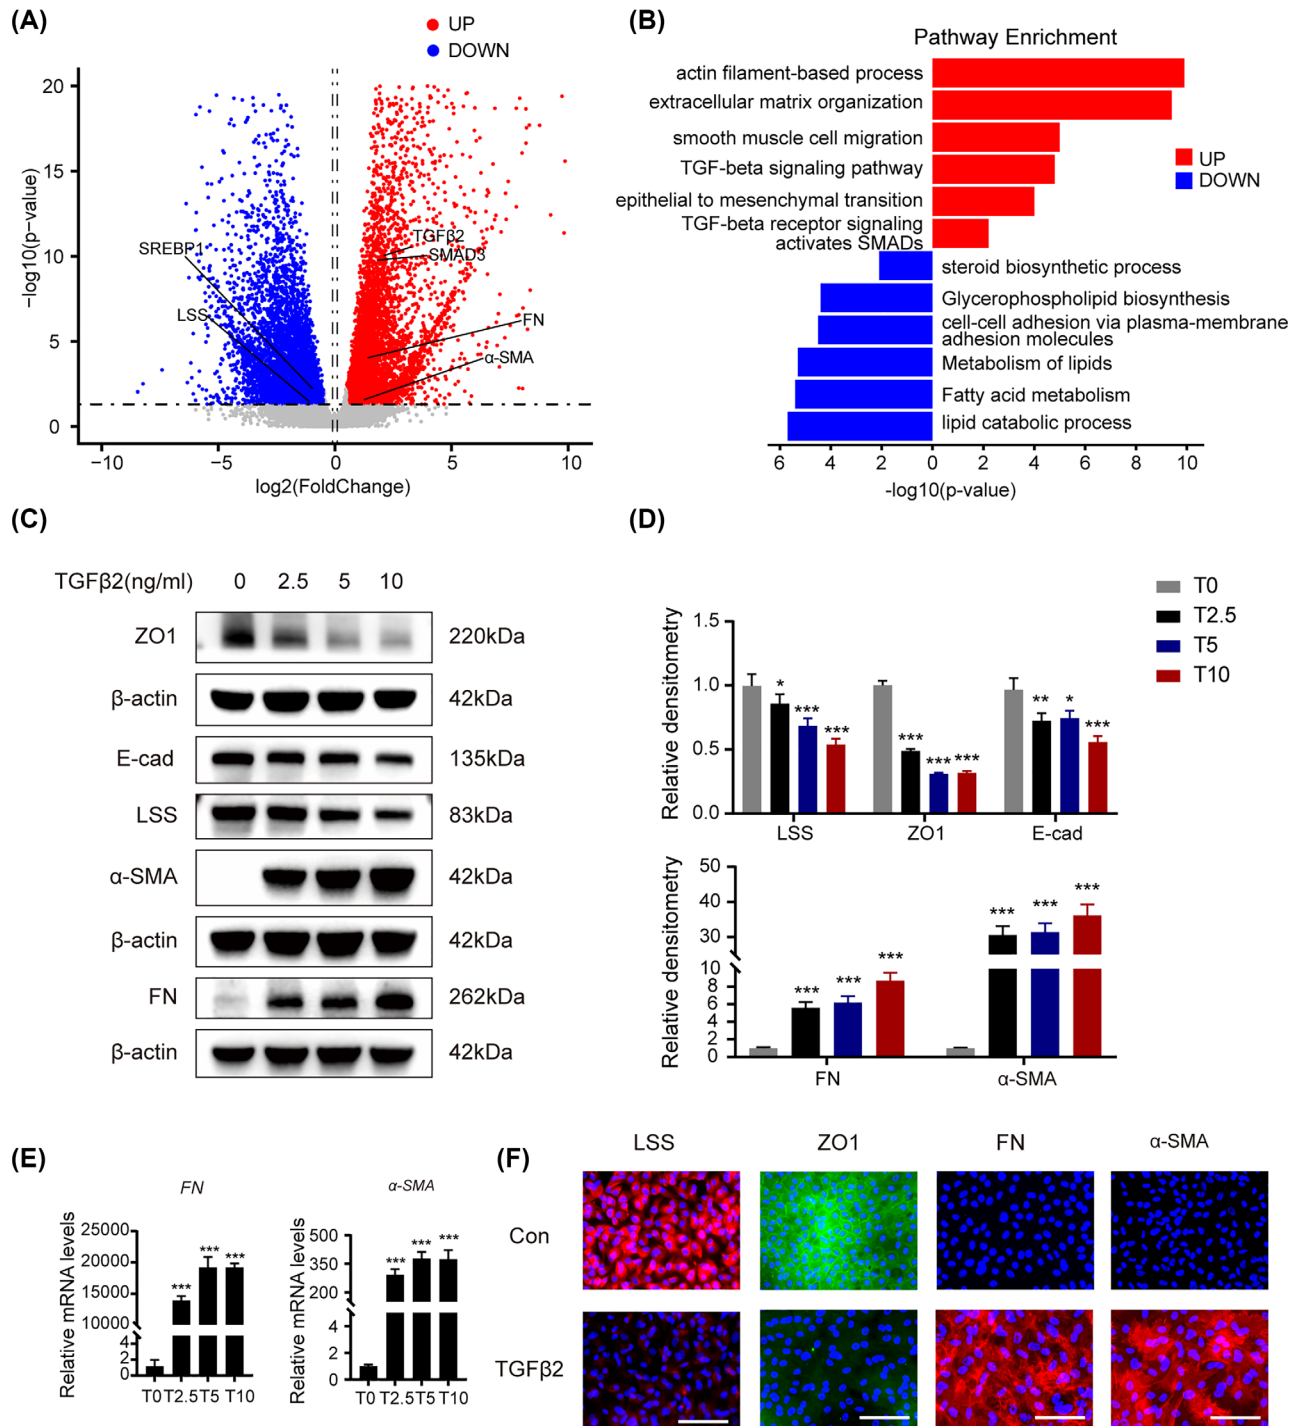 (A)
UP
DOWN
20
15
10
5
0
−log10(p−value)
SREBP1
LSS
TGFβ2
SMAD3
FN
α-SMA
−10
−5
0
5
10
log2(FoldChange)
(B)
Pathway Enrichment
actin filament-based process
extracellular matrix organization
smooth muscle cell migration
TGF-beta signaling pathway
epithelial to mesenchymal transition
TGF-beta receptor signaling
activates SMADs
UP
DOWN
steroid biosynthetic process
Glycerophospholipid biosynthesis
cell-cell adhesion via plasma-membrane
adhesion molecules
Metabolism of lipids
Fatty acid metabolism
lipid catabolic process
6 4 2 0 2 4 6 8 10
-log10(p-value)
(C)
TGFβ2(ng/ml) 0 2.5 5 10
ZO1 220kDa
β-actin 42kDa
E-cad 135kDa
LSS 83kDa
α-SMA 42kDa
β-actin 42kDa
FN 262kDa
β-actin 42kDa
(D)
T0
T2.5
T5
T10
Relative densitometry
1.5
1.0
0.5
0.0
* *** ***
*** *** ***
** * ***
LSS ZO1 E-cad
Relative densitometry
50
40
30
10
8
6
4
2
0
*** *** ***
*** *** ***
FN α-SMA
(E)
FN
Relative mRNA levels
25000
20000
15000
10000
4
2
0
*** *** ***
T0 T2.5 T5 T10
α-SMA
Relative mRNA levels
500
350
200
4
2
0
*** *** ***
T0 T2.5 T5 T10
(F)
LSS ZO1 FN α-SMA
Con
TGFβ2